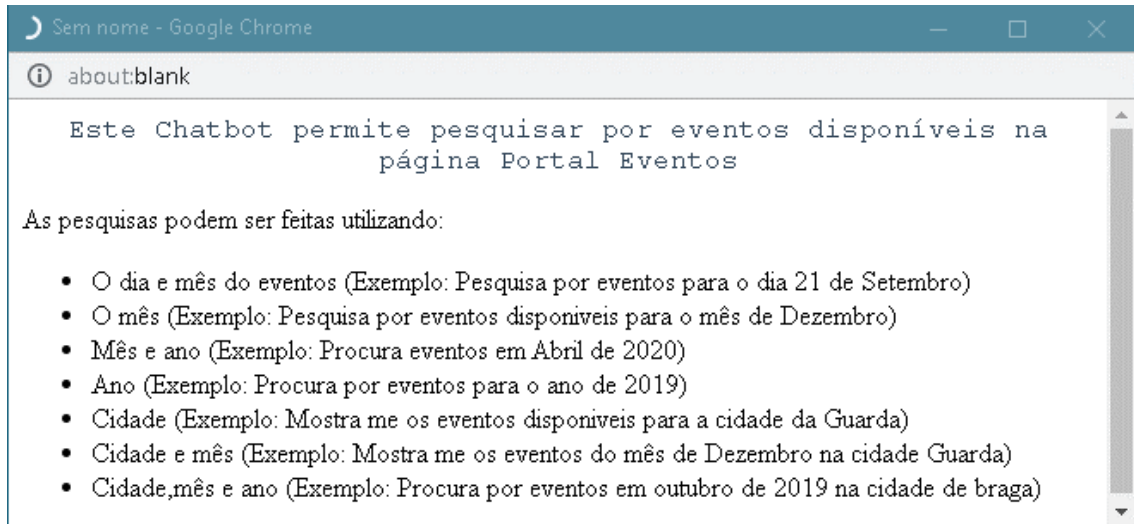 Sem nome - Google Chrome
about:blank
Este Chatbot permite pesquisar por eventos disponíveis na
página Portal Eventos
As pesquisas podem ser feitas utilizando:
• O dia e mês do eventos (Exemplo: Pesquisa por eventos para o dia 21 de Setembro)
• O mês (Exemplo: Pesquisa por eventos disponiveis para o mês de Dezembro)
• Mês e ano (Exemplo: Procura eventos em Abril de 2020)
• Ano (Exemplo: Procura por eventos para o ano de 2019)
• Cidade (Exemplo: Mostra me os eventos disponiveis para a cidade da Guarda)
• Cidade e mês (Exemplo: Mostra me os eventos do mês de Dezembro na cidade Guarda)
• Cidade,mês e ano (Exemplo: Procura por eventos em outubro de 2019 na cidade de braga)